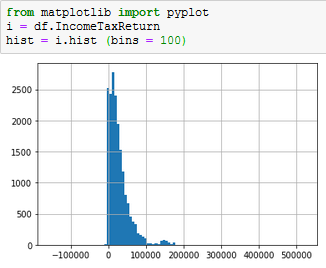 from matplotlib import pyplot
i = df.IncomeTaxReturn
hist = i.hist (bins = 100)
2500
2000
1500
1000
500
0
-100000 0 100000 200000 300000 400000 500000